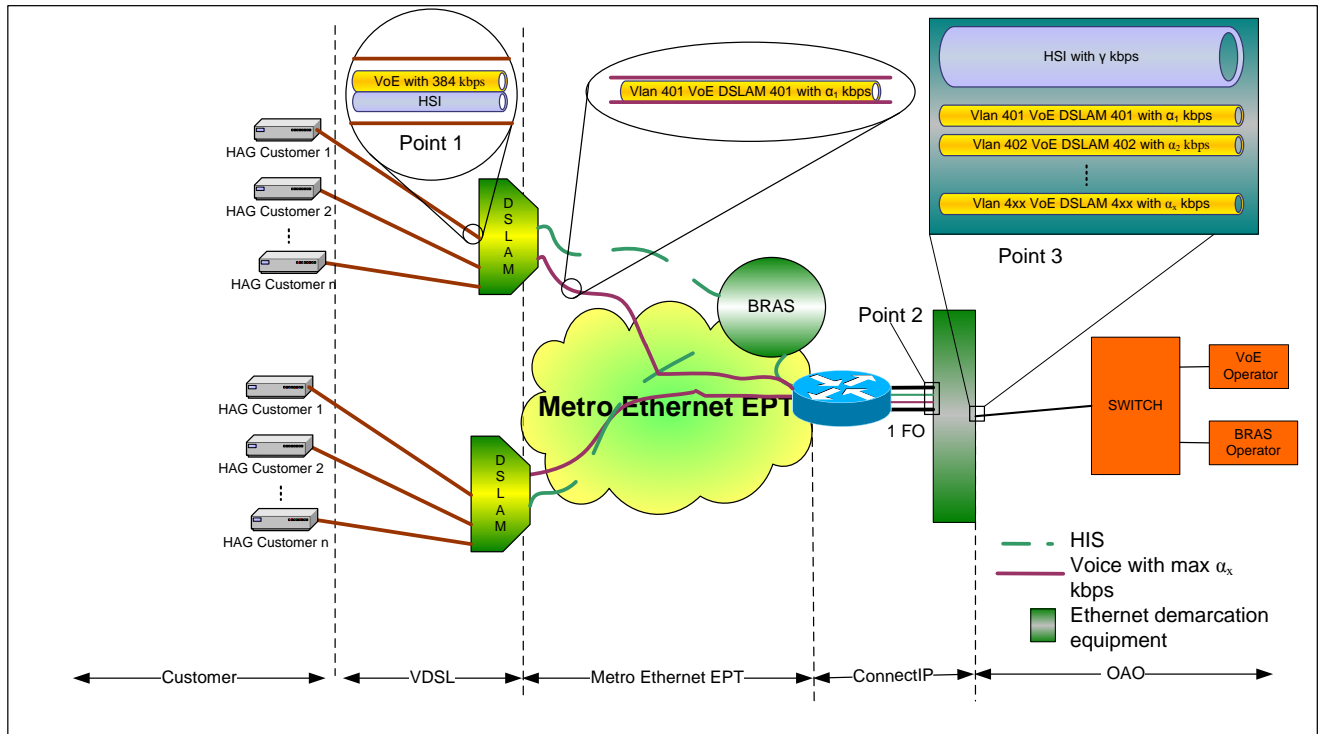 VoE with 384 kbps
HSI
Point 1
HAG Customer 1
HAG Customer 2
HAG Customer n
DSLAM
Vlan 401 VoE DSLAM 401 with α₁ kbps
HSI with γ kbps
Vlan 401 VoE DSLAM 401 with α₁ kbps
Vlan 402 VoE DSLAM 402 with α₂ kbps
Vlan 4xx VoE DSLAM 4xx with αₓ kbps
Point 3
BRAS
Point 2
Metro Ethernet EPT
1 FO
SWITCH
VoE
Operator
BRAS
Operator
HAG Customer 1
HAG Customer 2
HAG Customer n
DSLAM
HIS
Voice with max αₓ
kbps
Ethernet demarcation
equipment
Customer
VDSL
Metro Ethernet EPT
ConnectIP
OAO